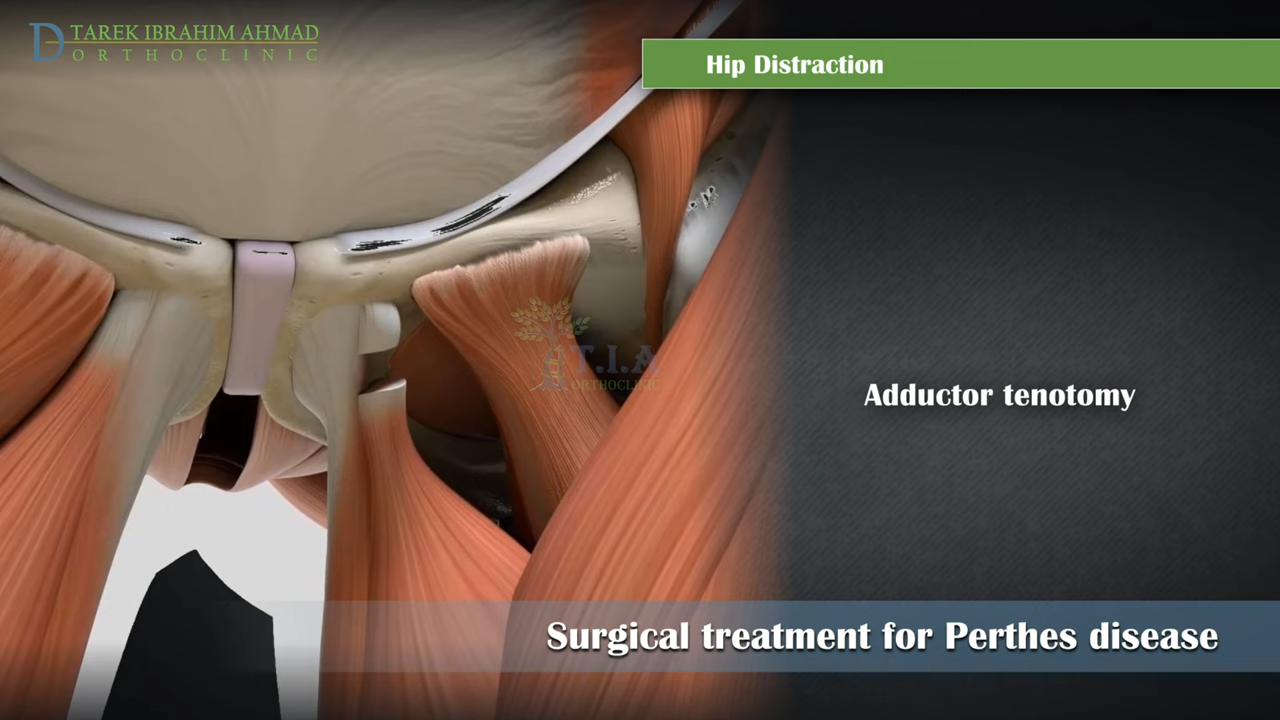 TAREK IBRAHIM AHMAD
ORTHOCLINIC
Hip Distraction
T.I.A
ORTHOCLINIC
Adductor tenotomy
Surgical treatment for Perthes disease